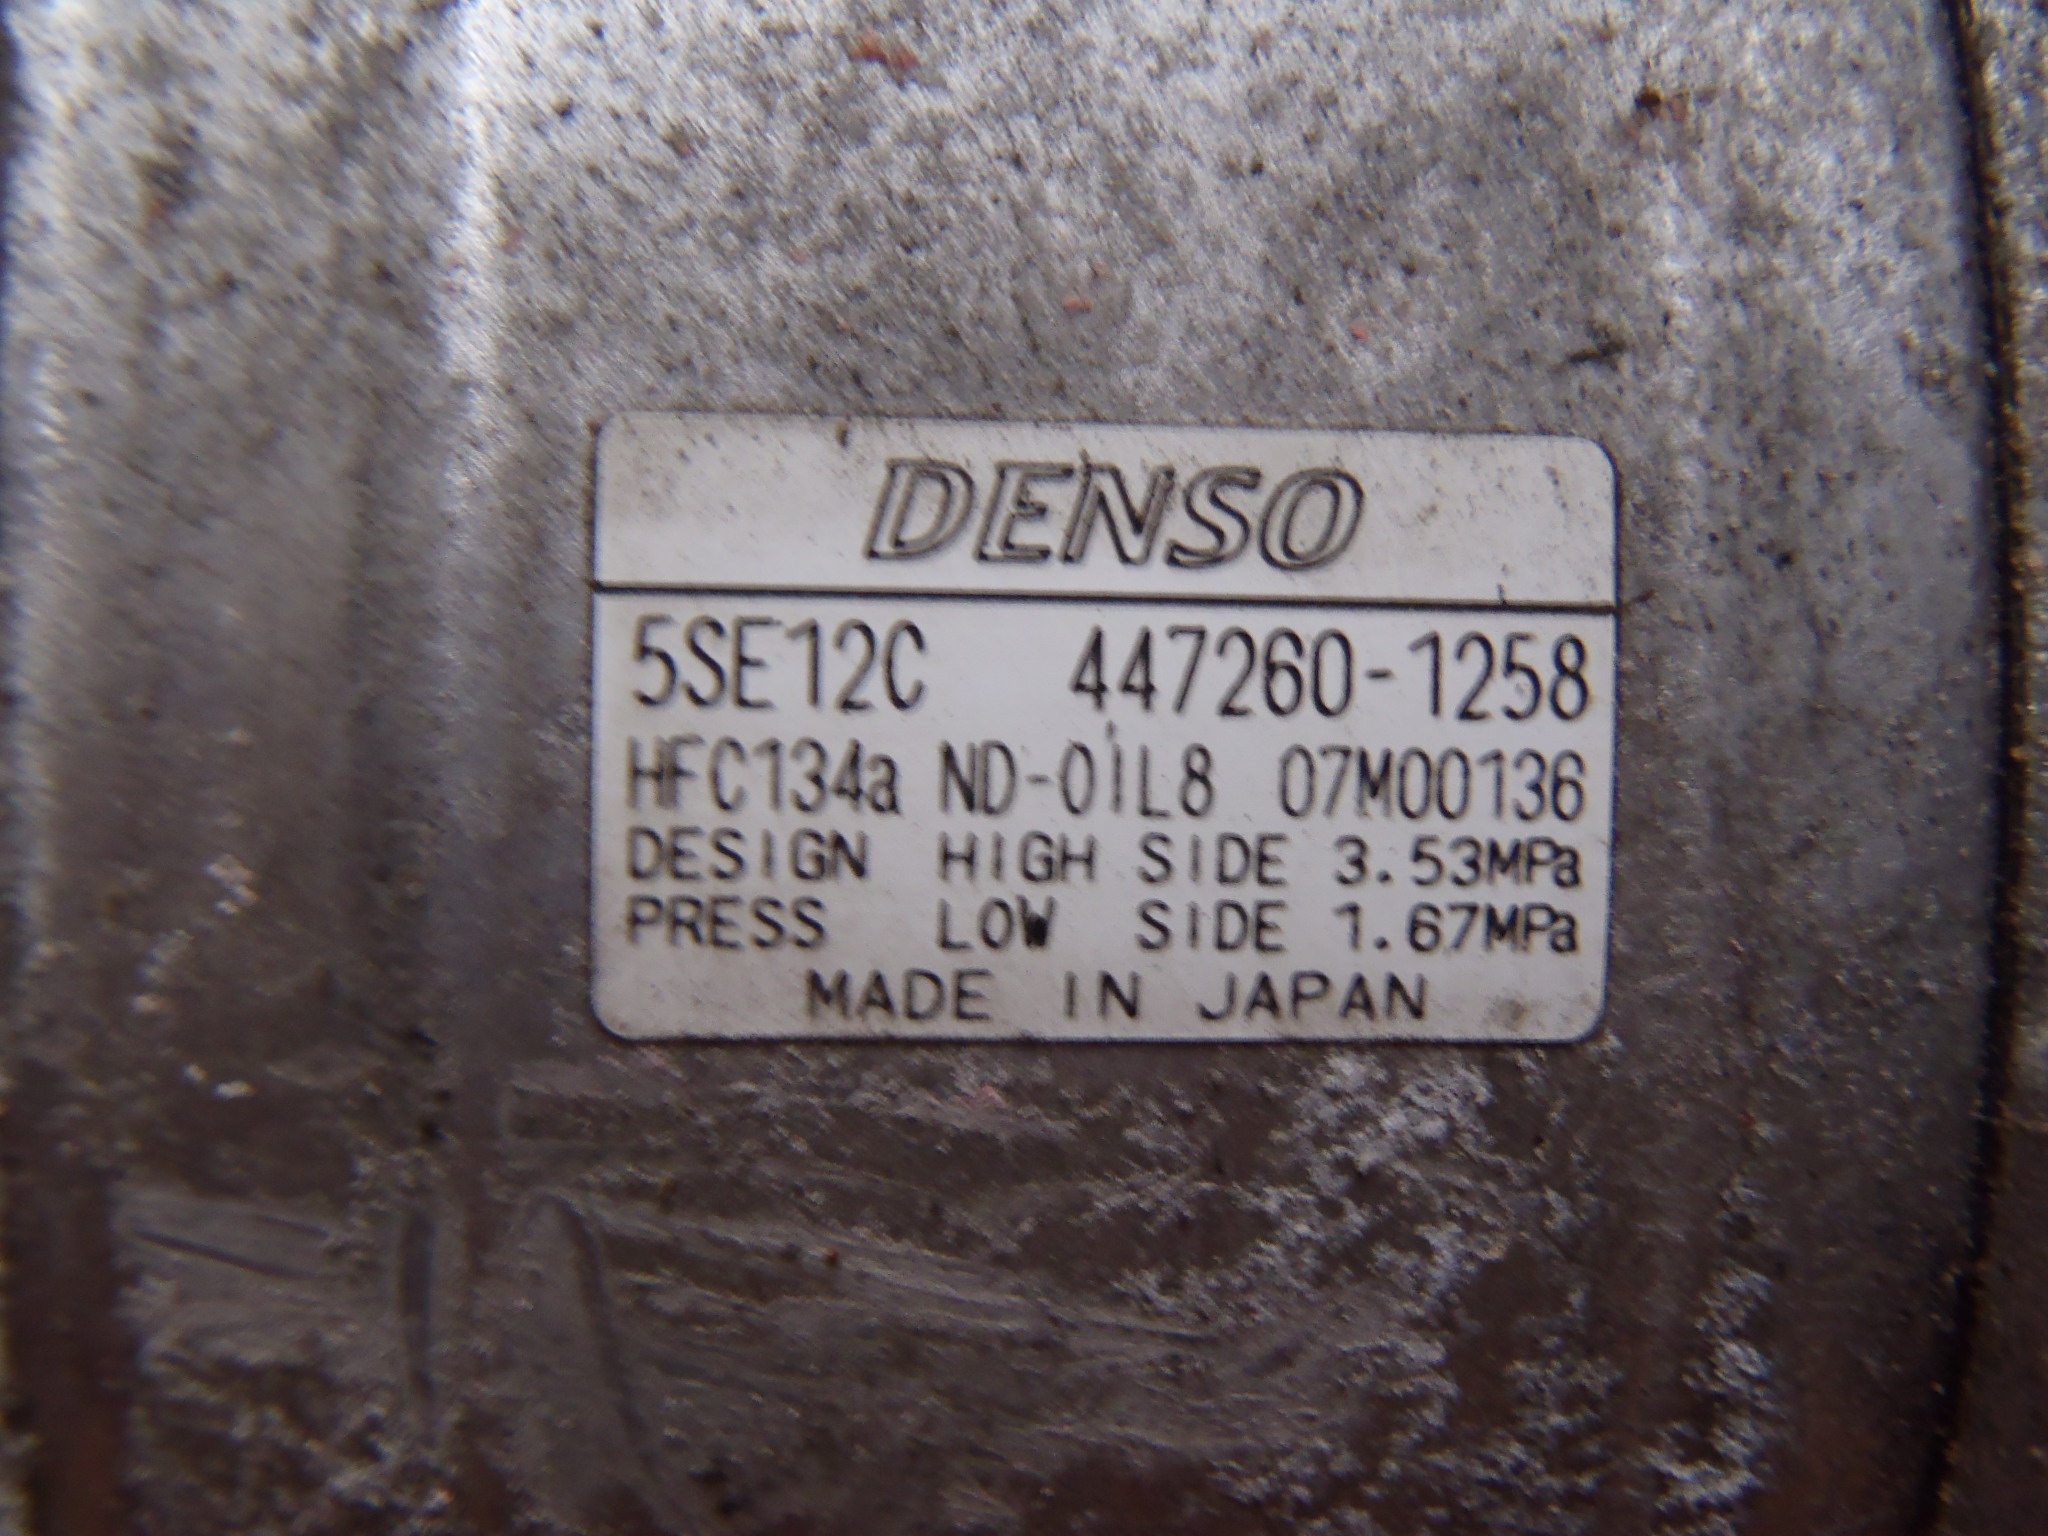 DENSO
5SE12C 447260-1258
HFC134a ND-OIL8 07M00136
DESIGN HIGH SIDE 3.53MPa
PRESS LOW SIDE 1.67MPa
MADE IN JAPAN